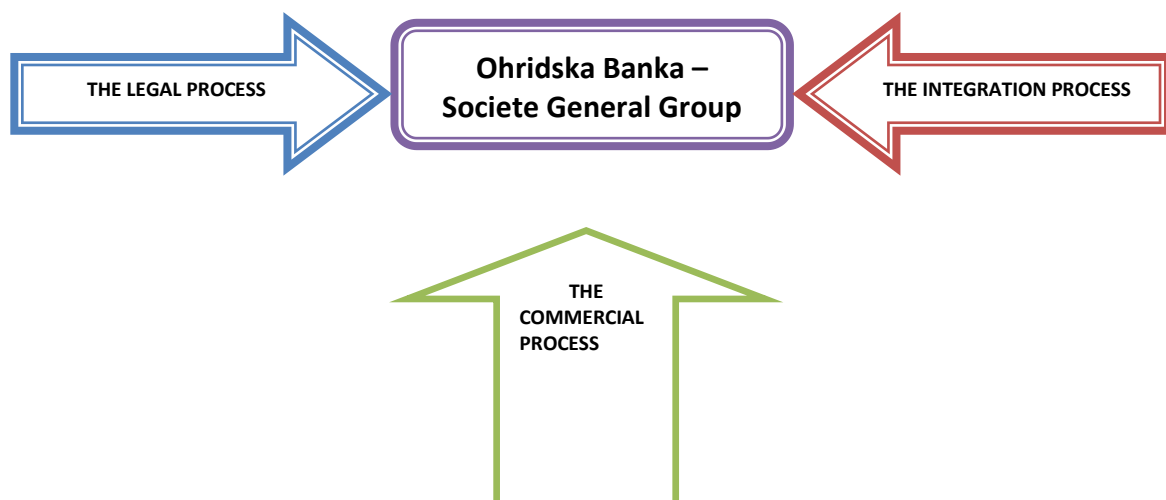 THE LEGAL PROCESS
Ohridska Banka –
Societe General Group
THE INTEGRATION PROCESS
THE
COMMERCIAL
PROCESS